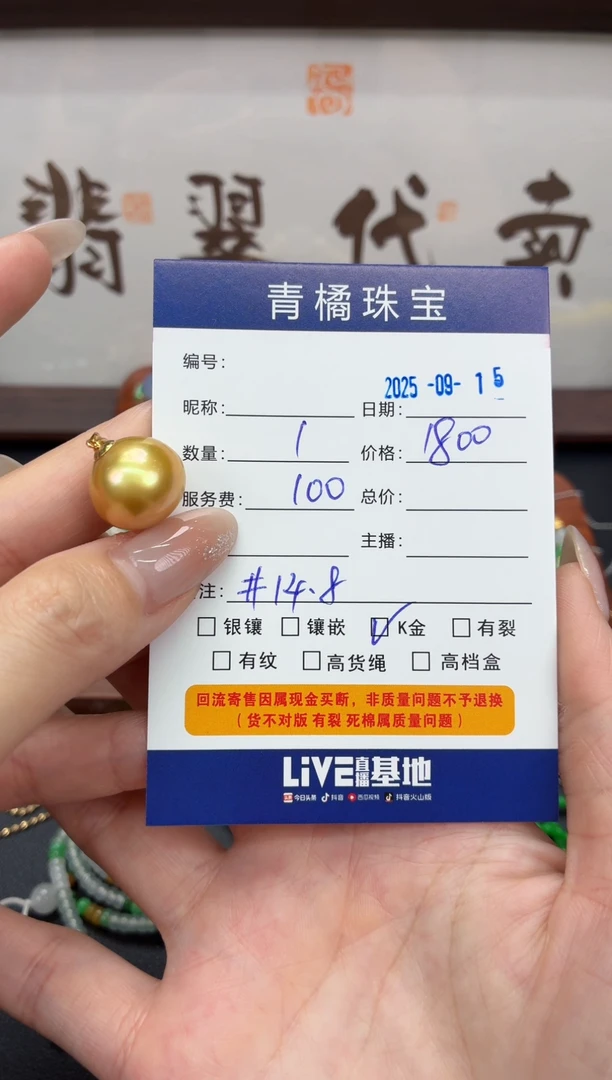 翡翠代卖
青橘珠宝
编号：
2025-09-15
昵称： 日期：
数量： 1 价格： 1800
服务费： 100 总价：
主播：
注： #14.8
银镶 镶嵌 K金 有裂
有纹 高货绳 高档盒
回流寄售因属现金买断，非质量问题不予退换
（货不对版 有裂 死棉属质量问题）
LiVE直播基地
今日头条 抖音 西瓜视频 抖音火山版